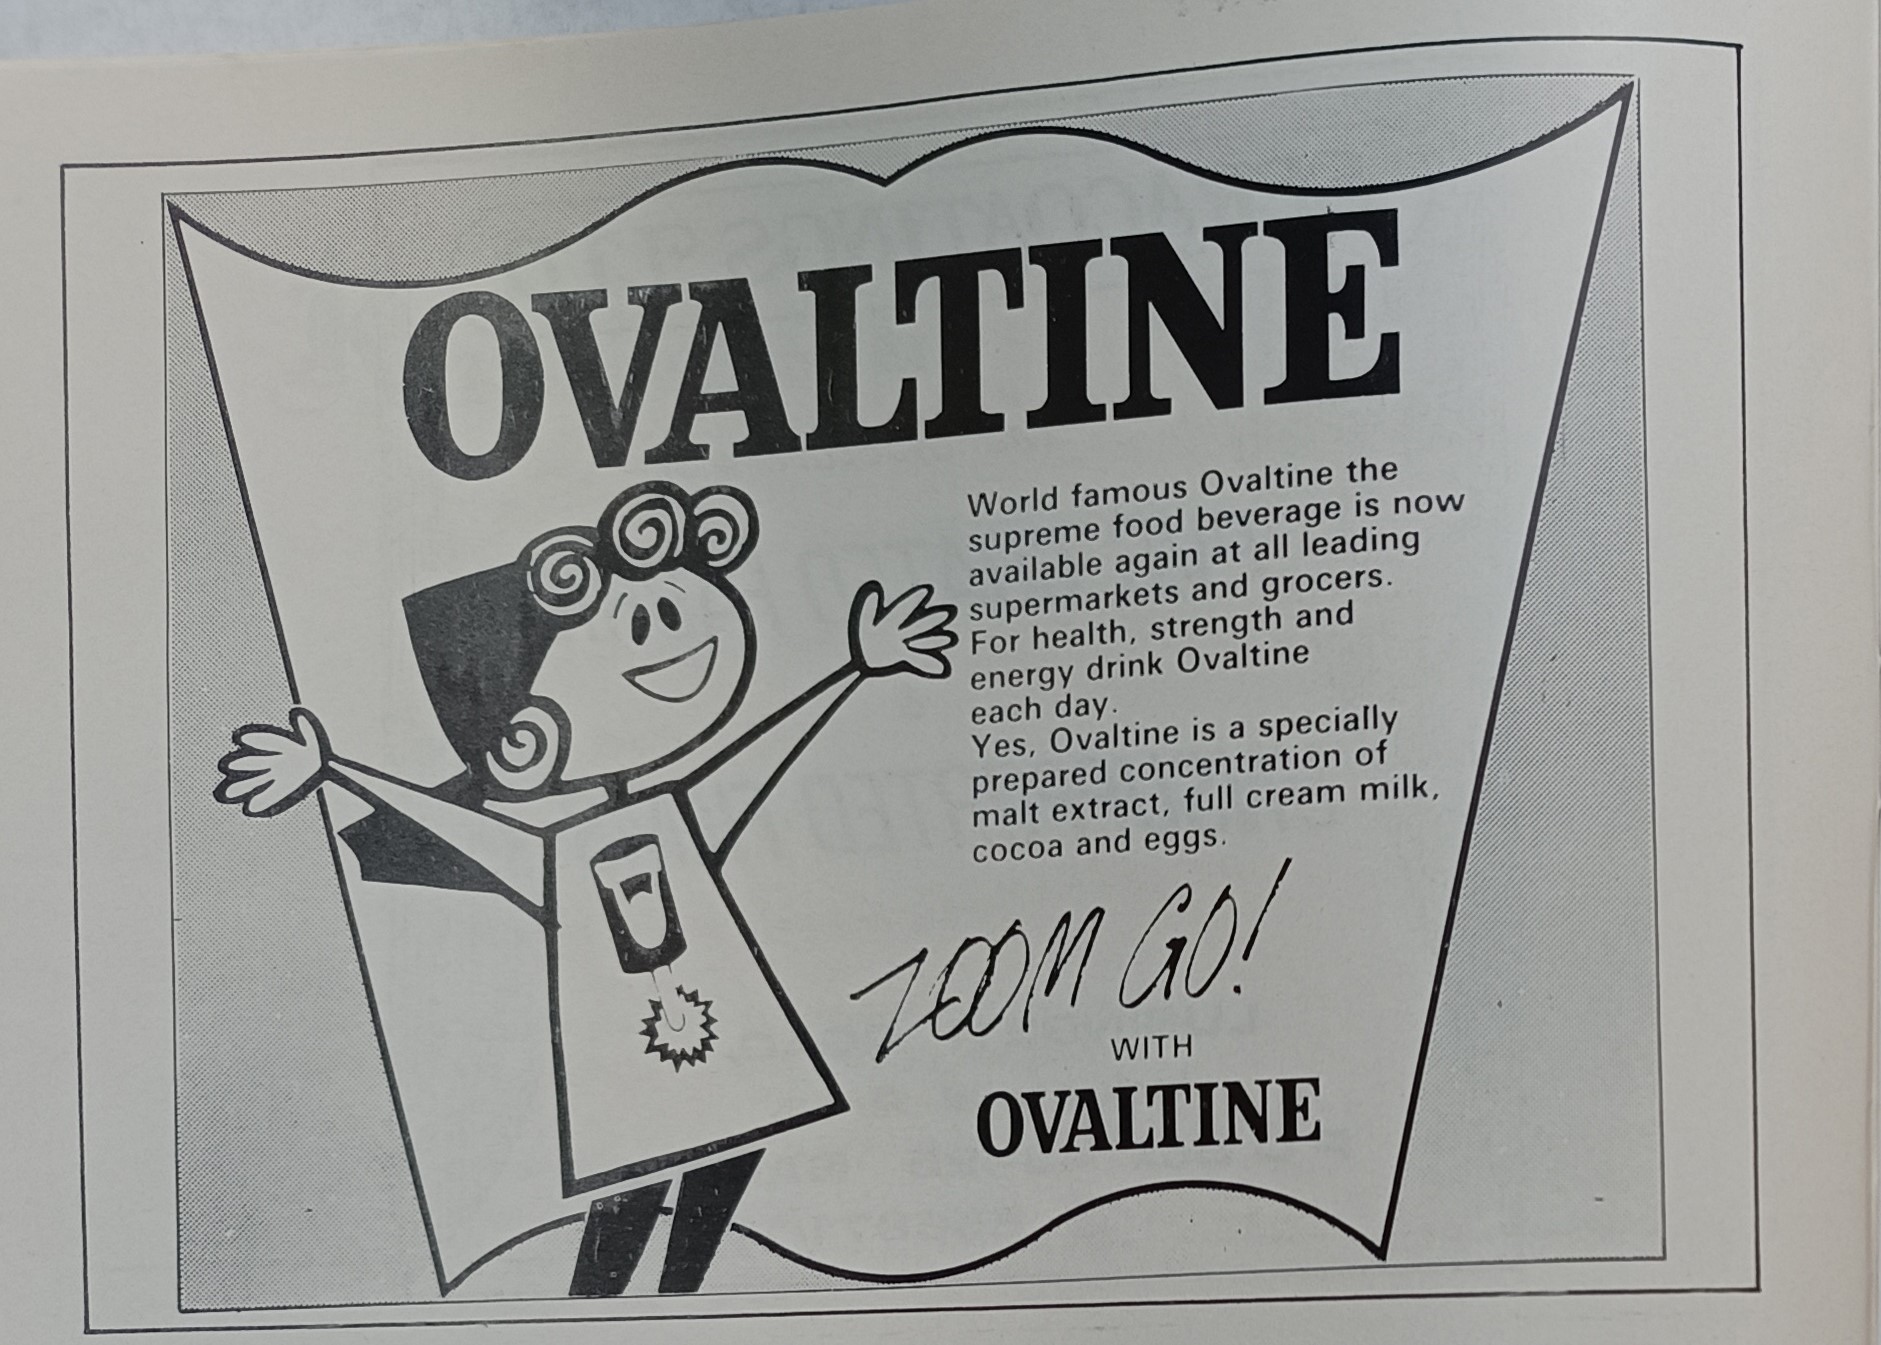 OVALTINE
World famous Ovaltine the
supreme food beverage is now
available again at all leading
supermarkets and grocers.
For health, strength and
energy drink Ovaltine
each day.
Yes, Ovaltine is a specially
prepared concentration of
malt extract, full cream milk,
cocoa and eggs.
ZOOM GO!
WITH
OVALTINE